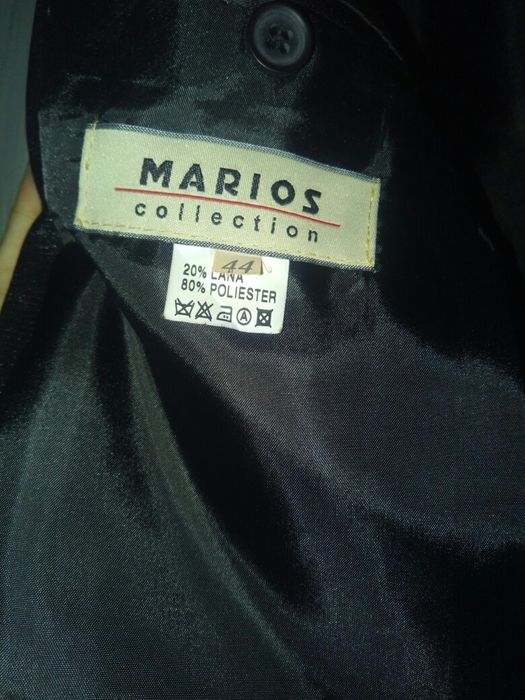 MARIOS
collection
44
20% LANA
80% POLIESTER
A